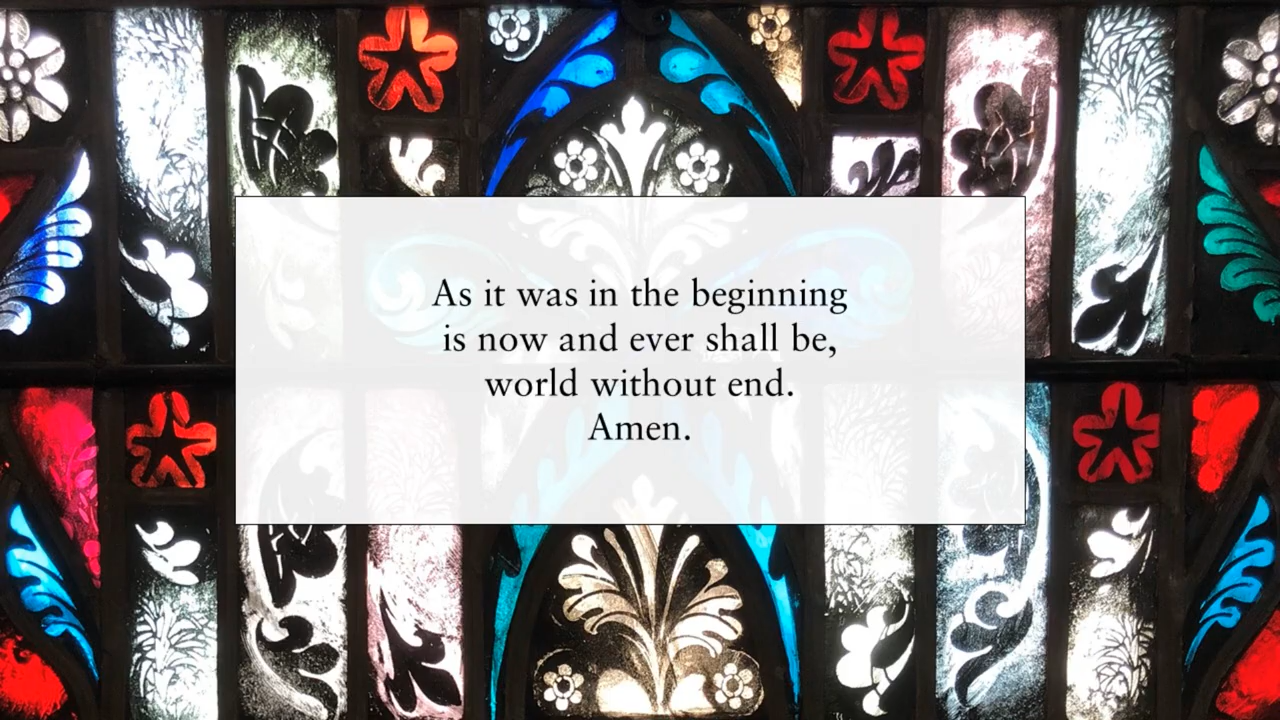 As it was in the beginning
is now and ever shall be,
world without end.
Amen.